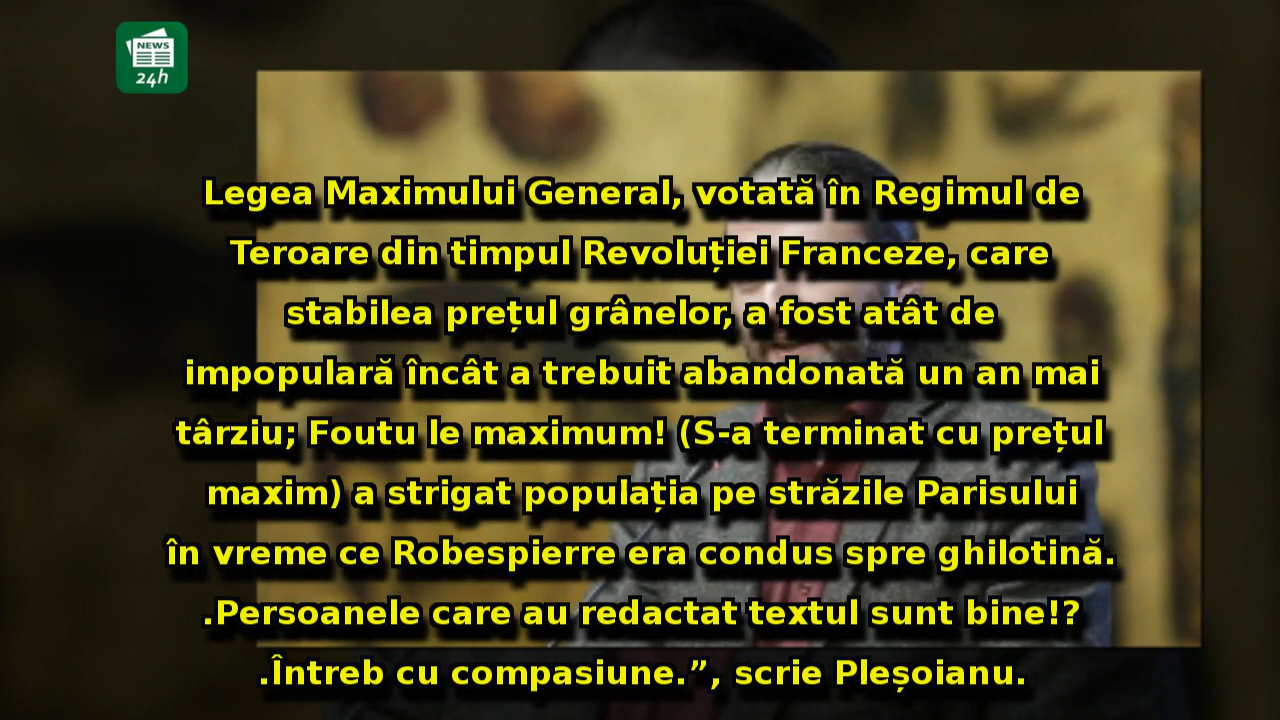 NEWS
24h
Legea Maximului General, votată în Regimul de
Teroare din timpul Revoluției Franceze, care
stabilea prețul grânelor, a fost atât de
impopulară încât a trebuit abandonată un an mai
târziu; Foutu le maximum! (S-a terminat cu prețul
maxim) a strigat populația pe străzile Parisului
în vreme ce Robespierre era condus spre ghilotină.
.Persoanele care au redactat textul sunt bine!?
.Întreb cu compasiune.”, scrie Pleșoianu.